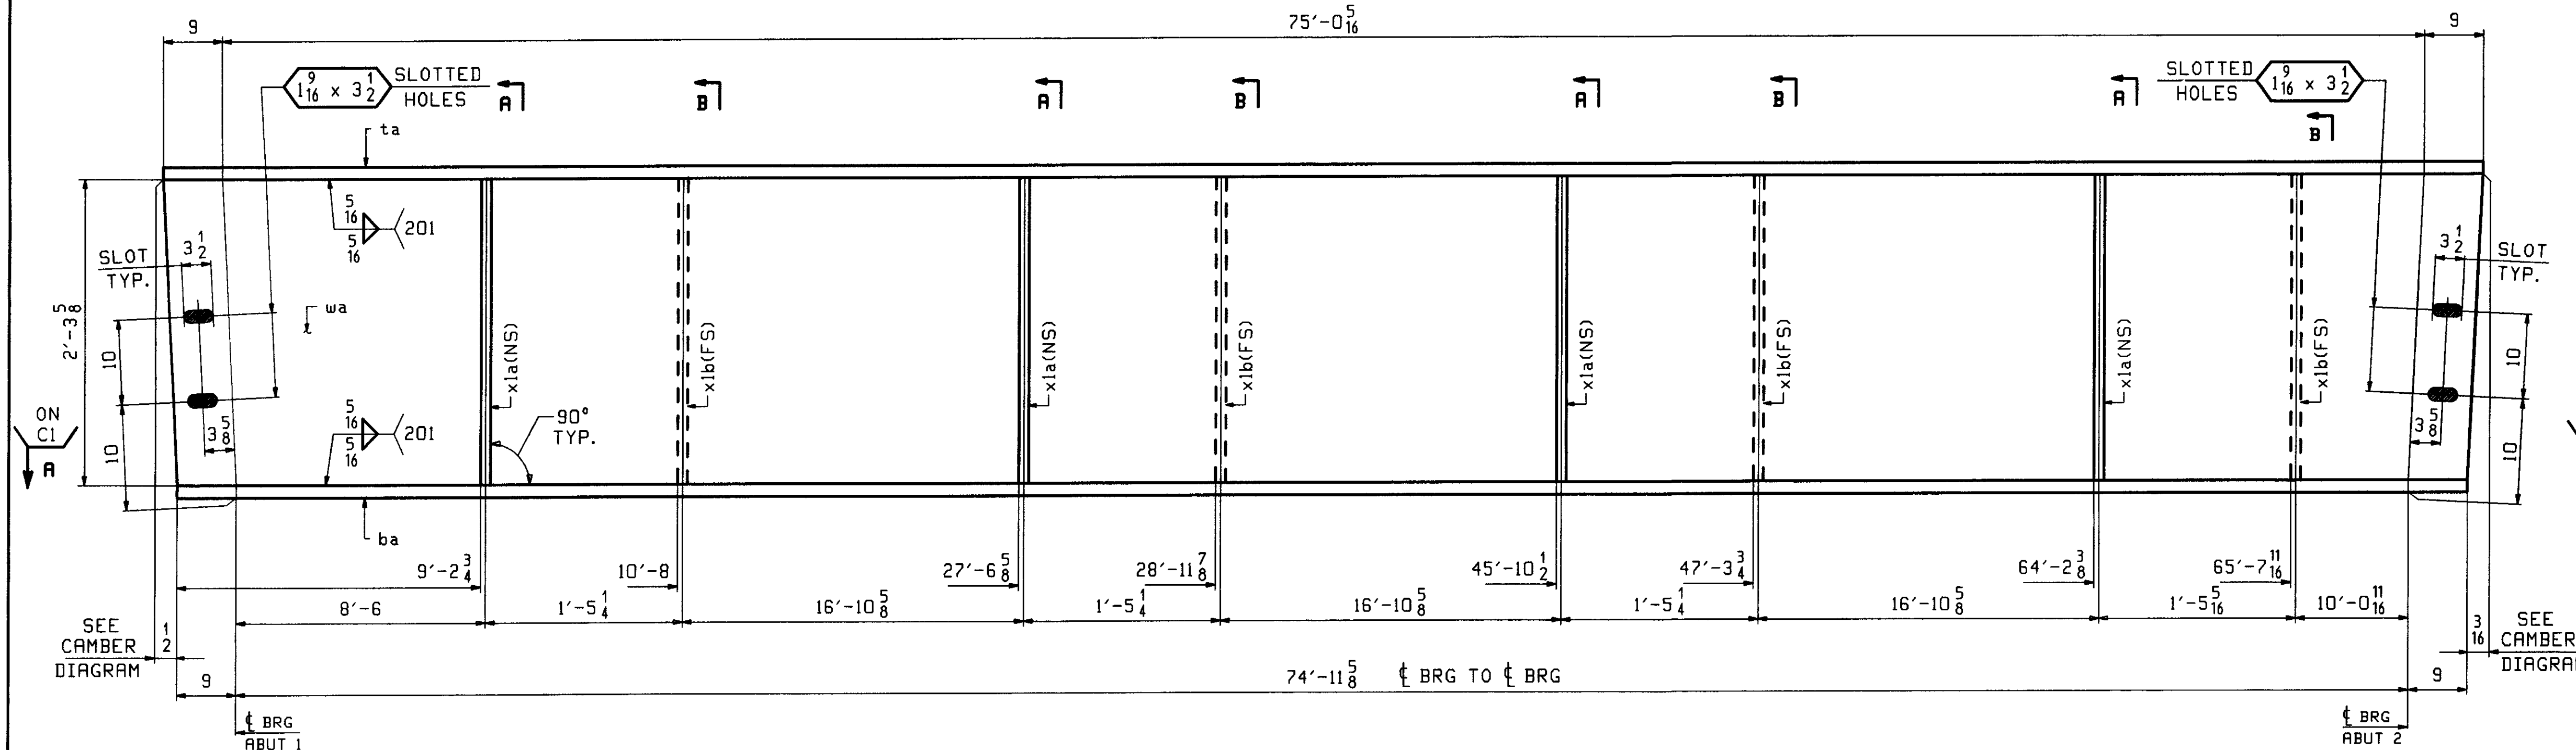 9
75'-0 5/16
9
1 9/16 x 3 1/2 SLOTTED
HOLES
A
B
A
B
A
B
A
B
SLOTTED 1 9/16 x 3 1/2
HOLES
ta
5/16
5/16
201
SLOT
TYP.
3 1/2
wa
2'-3 5/8
10
10
3 5/8
ON
C1
A
5/16
5/16
201
90°
TYP.
x1a(NS)
x1b(FS)
x1a(NS)
x1b(FS)
x1a(NS)
x1b(FS)
x1a(NS)
x1b(FS)
3 1/2
SLOT
TYP.
10
10
3 5/8
ba
9'-2 3/4
10'-8
27'-6 5/8
28'-11 7/8
45'-10 1/2
47'-3 3/4
64'-2 3/8
65'-7 11/16
8'-6
1'-5 1/4
16'-10 5/8
1'-5 1/4
16'-10 5/8
1'-5 1/4
16'-10 5/8
1'-5 5/16
10'-0 11/16
SEE
CAMBER
DIAGRAM
1/2
3/16
SEE
CAMBER
DIAGRA
9
74'-11 5/8 ℄ BRG TO ℄ BRG
9
℄ BRG
ABUT 1
℄ BRG
ABUT 2